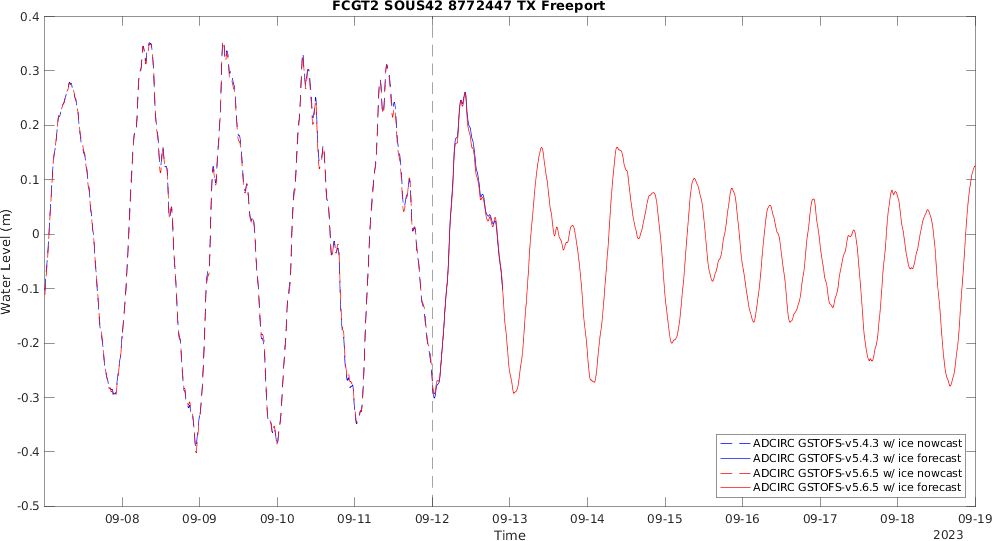 FCGT2 SOUS42 8772447 TX Freeport
0.4
0.3
0.2
0.1
0
-0.1
-0.2
-0.3
-0.4
-0.5
Water Level (m)
ADCIRC GSTOFS-v5.4.3 w/ ice nowcast
ADCIRC GSTOFS-v5.4.3 w/ ice forecast
ADCIRC GSTOFS-v5.6.5 w/ ice nowcast
ADCIRC GSTOFS-v5.6.5 w/ ice forecast
09-08 09-09 09-10 09-11 09-12 09-13 09-14 09-15 09-16 09-17 09-18 09-19
Time
2023